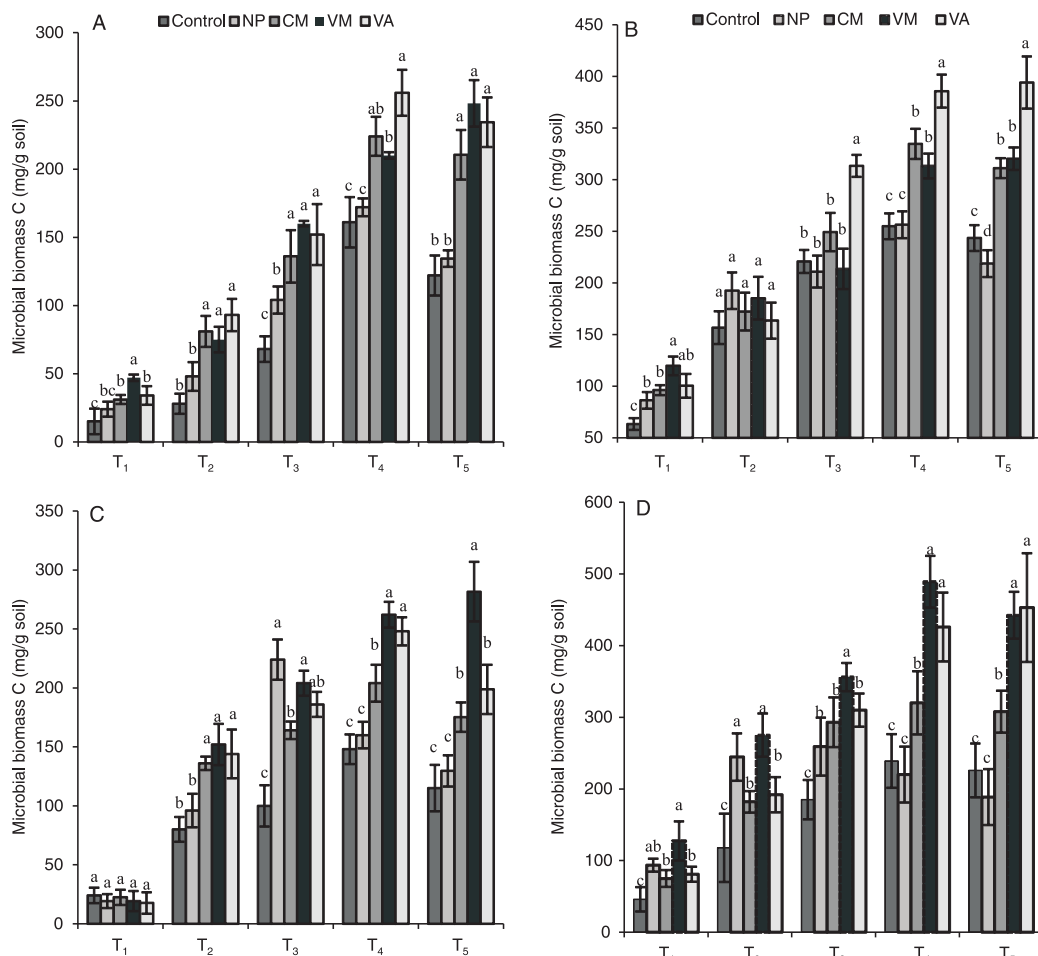 A
Control NP CM VM VA
Microbial biomass C (mg/g soil)
300
250
200
150
100
50
0
c bc b a b
b b a a a
c b a a a
c c ab b a
b b a a a
T1 T2 T3 T4 T5
B
Control NP CM VM VA
Microbial biomass C (mg/g soil)
450
400
350
300
250
200
150
100
50
c b b a ab
a a a a a
b b b b a
b b b b a
c d b b a
T1 T2 T3 T4 T5
C
Microbial biomass C (mg/g soil)
350
300
250
200
150
100
50
0
a a a a a
b b a a a
c a b a ab
c c b a a
c c b a b
T1 T2 T3 T4 T5
D
Microbial biomass C (mg/g soil)
600
500
400
300
200
100
0
c ab b a b
c a b a b
c b b a b
c c b a a
c c b a a